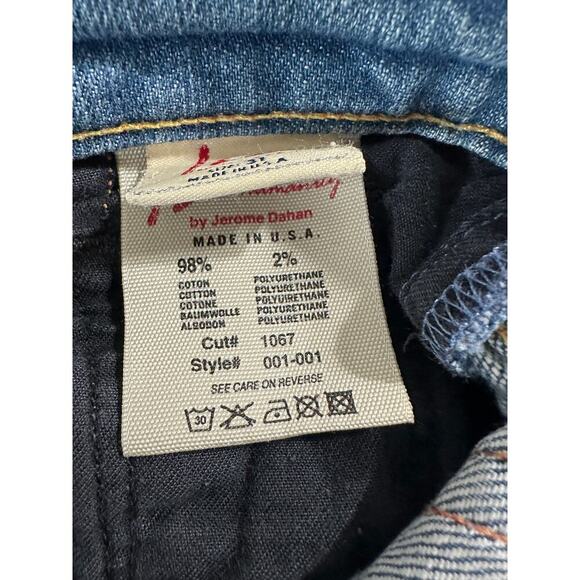 MADE IN U.S.A
Humanity
by Jerome Dahan
MADE IN U.S.A
98% 2%
COTON POLYURETHANE
COTTON POLYURETHANE
COTONE POLYURETHANE
BAUMWOLLE POLYURETHANE
ALGODON
Cut# 1067
Style# 001-001
SEE CARE ON REVERSE
30